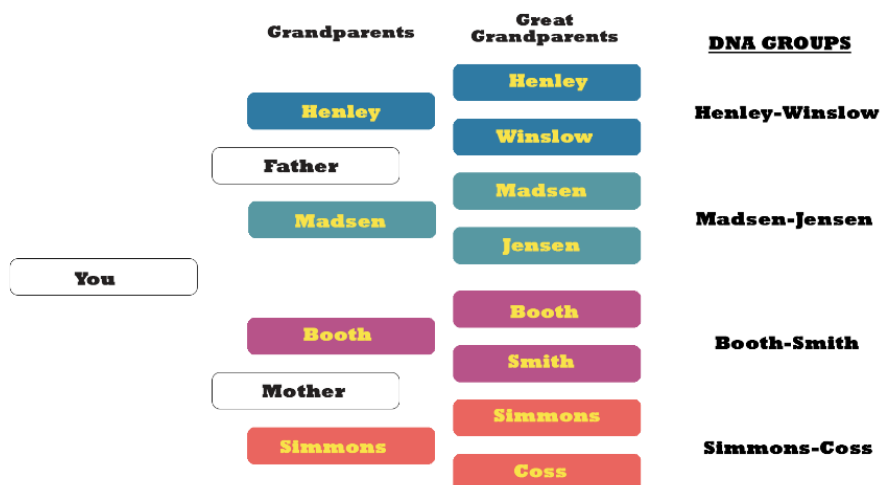 Grandparents
Great
Grandparents
DNA GROUPS
Henley
Henley
Henley-Winslow
Winslow
Father
Madsen
Madsen
Madsen-Jensen
Jensen
You
Booth
Booth
Booth-Smith
Smith
Mother
Simmons
Simmons
Simmons-Coss
Coss